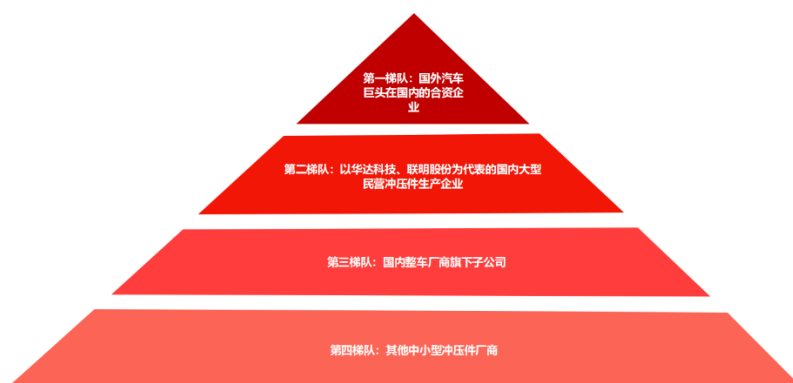 第一梯队：国外汽车
巨头在国内的合资企
业
第二梯队：以华达科技、联明股份为代表的国内大型
民营冲压件生产企业
第三梯队：国内整车厂商旗下子公司
第四梯队：其他中小型冲压件厂商